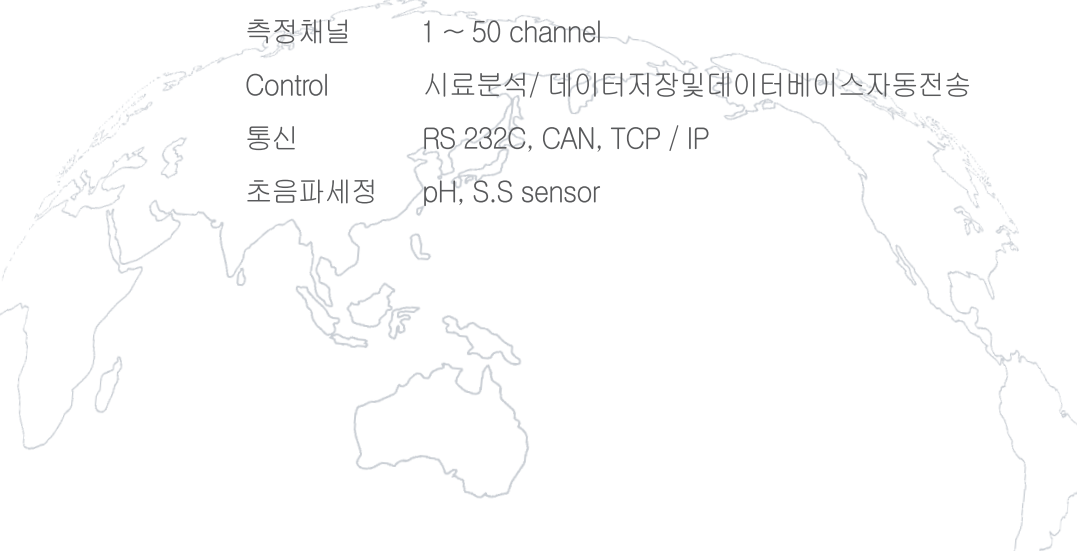 측정채널 1 ~ 50 channel
Control 시료분석/ 데이터저장및데이터베이스자동전송
통신 RS 232C, CAN, TCP / IP
초음파세정 pH, S.S sensor